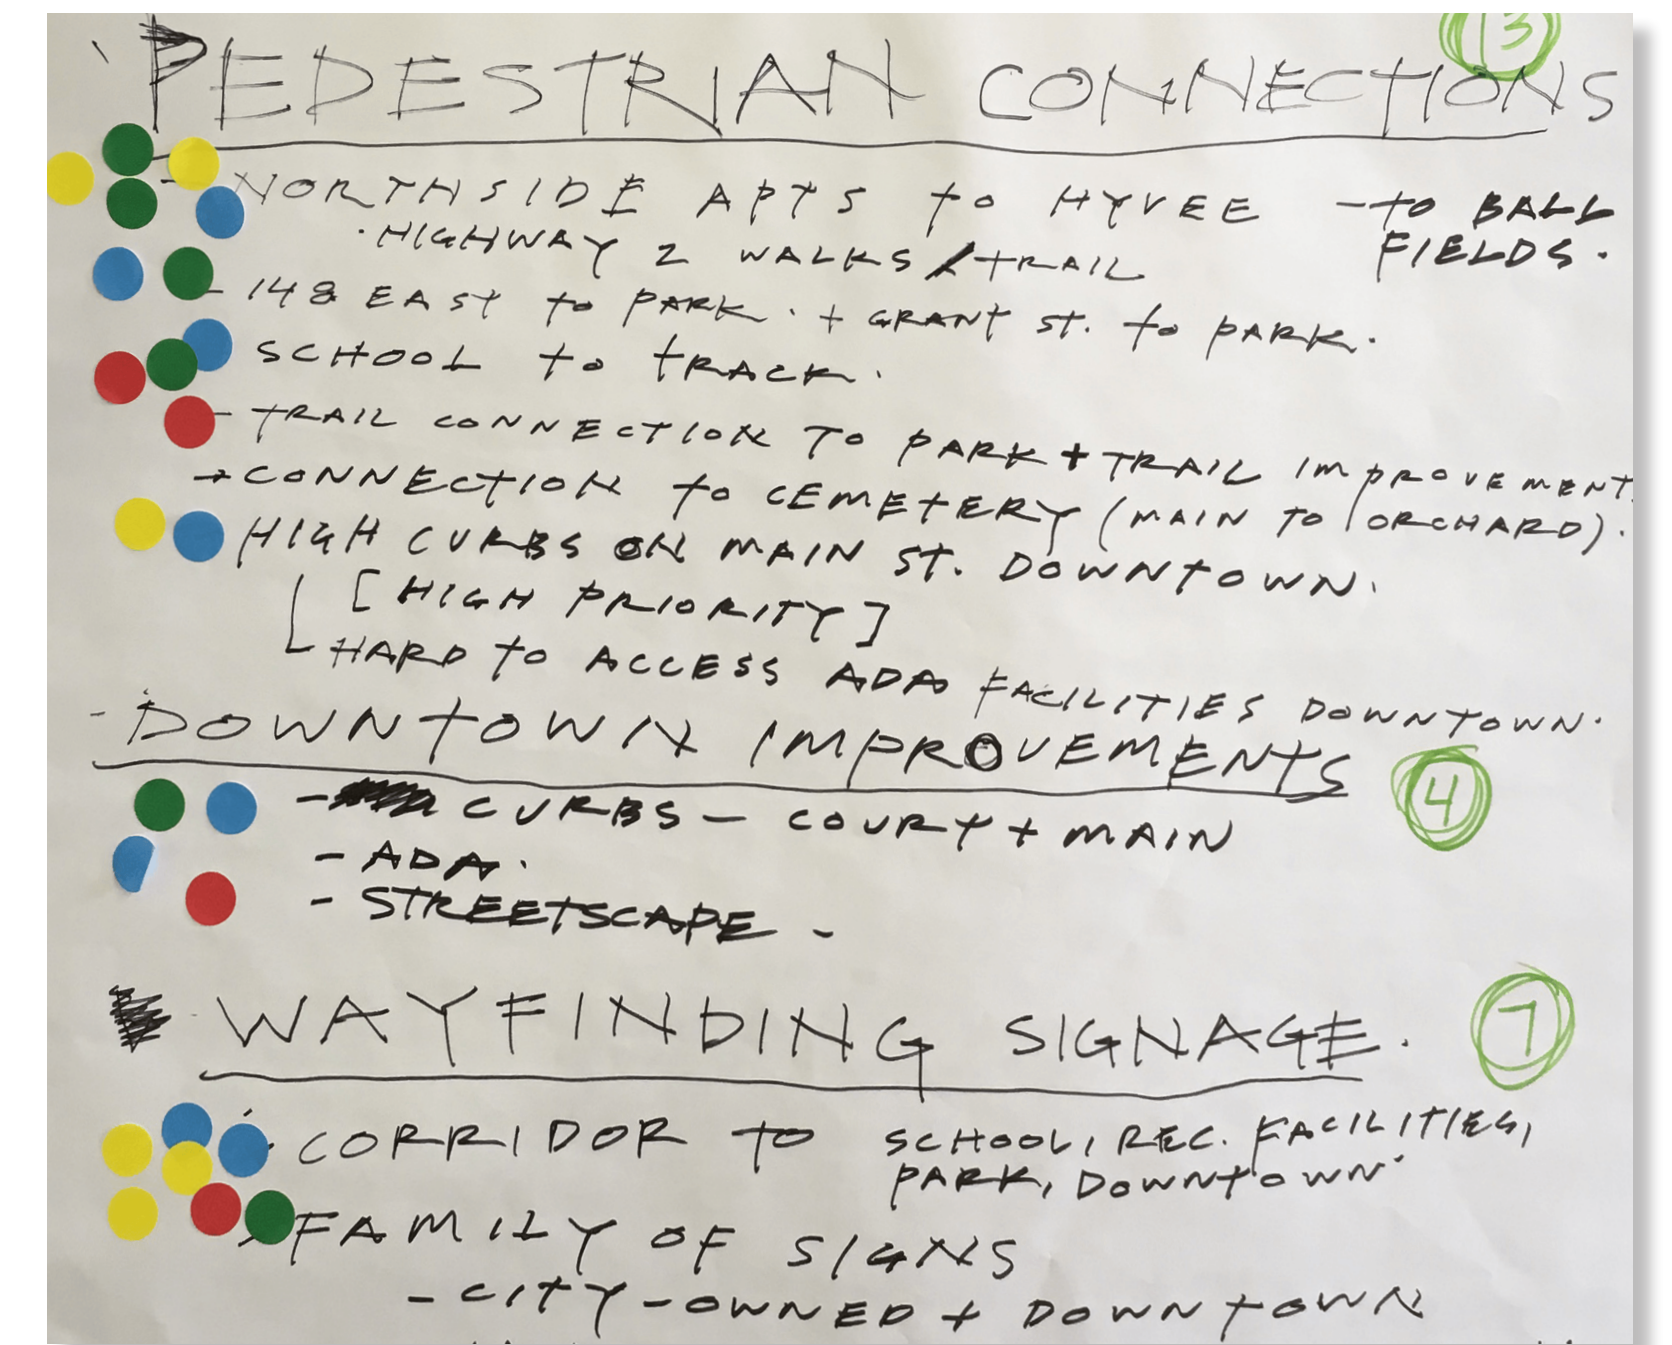 PEDESTRIAN CONNECTIONS
13
- NORTHSIDE APTS to HYVEE - to BALL
FIELDS.
· HIGHWAY 2 WALKS / TRAIL
- 148 EAST to PARK. + GRANT ST. to PARK.
SCHOOL to TRACK.
- TRAIL CONNECTION TO PARK + TRAIL IMPROVEMENT.
→ CONNECTION to CEMETERY (MAIN TO ORCHARD).
HIGH CURBS ON MAIN ST. DOWNTOWN.
[HIGH PRIORITY]
HARD to ACCESS ADA FACILITIES DOWNTOWN.
- DOWNTOWN IMPROVEMENTS
4
- CURBS - COURT + MAIN
- ADA.
- STREETSCAPE -
WAYFINDING SIGNAGE.
7
CORRIDOR to SCHOOL, REC. FACILITIES,
PARK, DOWNTOWN
FAMILY OF SIGNS
- CITY-OWNED + DOWNTOWN